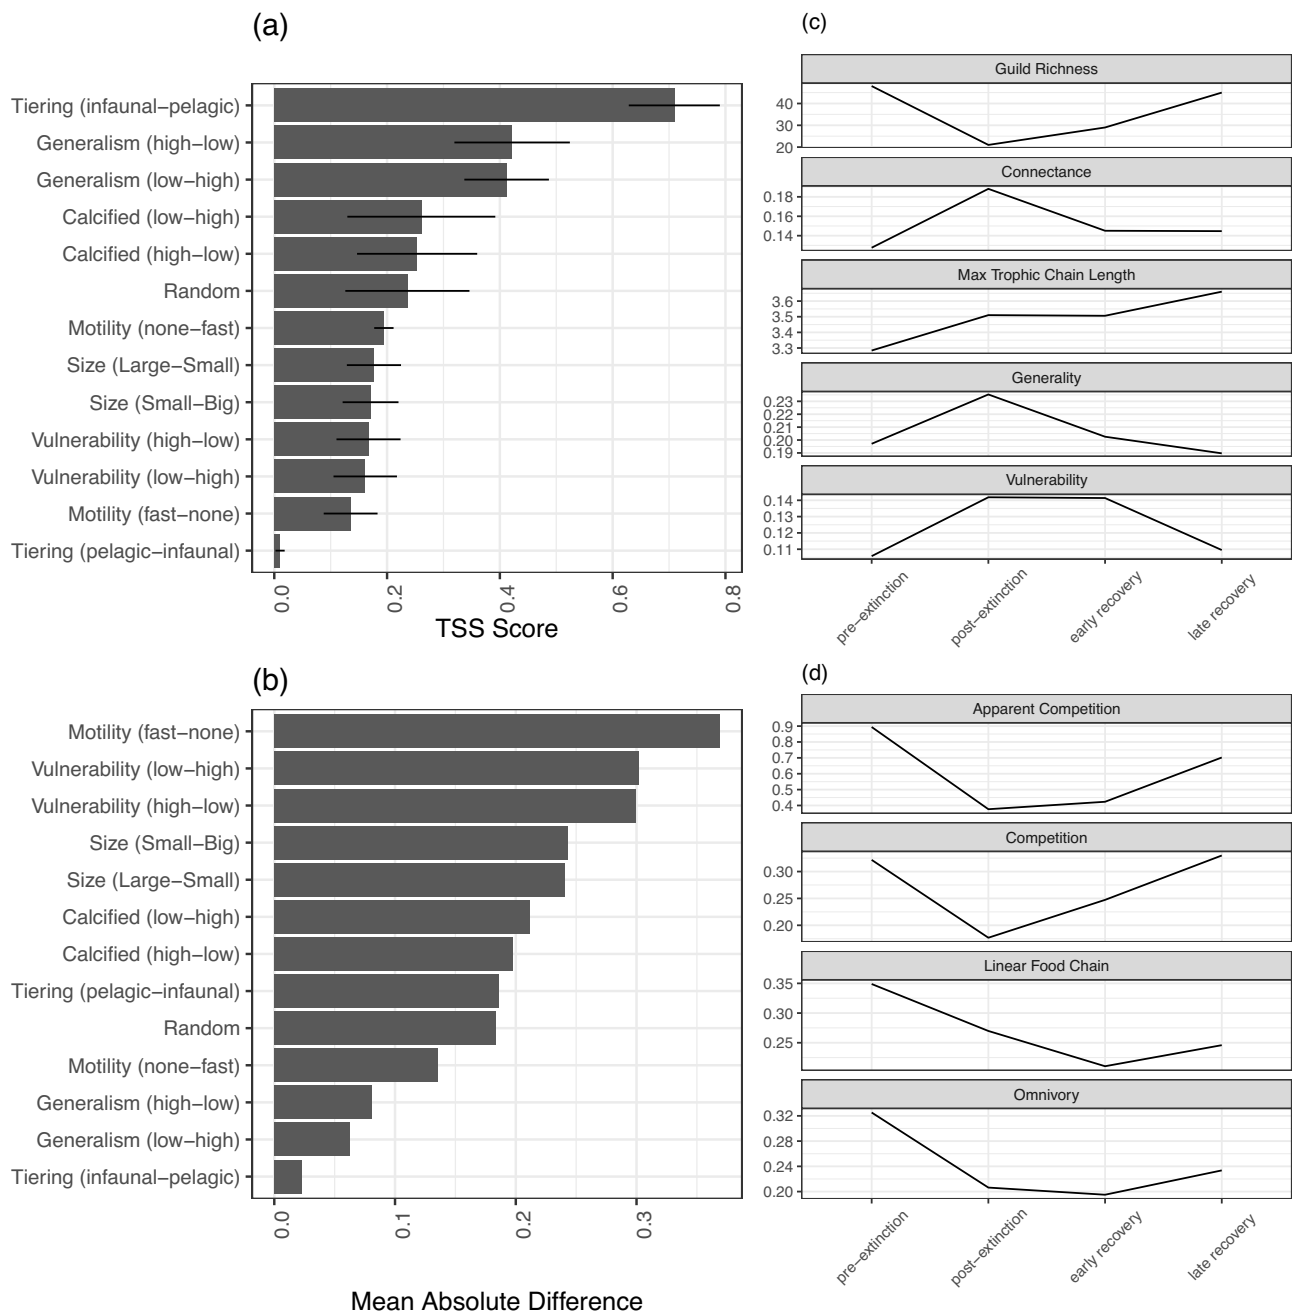 (a)
Tiering (infaunal−pelagic)
Generalism (high−low)
Generalism (low−high)
Calcified (low−high)
Calcified (high−low)
Random
Motility (none−fast)
Size (Large−Small)
Size (Small−Big)
Vulnerability (high−low)
Vulnerability (low−high)
Motility (fast−none)
Tiering (pelagic−infaunal)
0.0
0.2
0.4
0.6
0.8
TSS Score
(b)
Motility (fast−none)
Vulnerability (low−high)
Vulnerability (high−low)
Size (Small−Big)
Size (Large−Small)
Calcified (low−high)
Calcified (high−low)
Tiering (pelagic−infaunal)
Random
Motility (none−fast)
Generalism (high−low)
Generalism (low−high)
Tiering (infaunal−pelagic)
0.0
0.1
0.2
0.3
Mean Absolute Difference
(c)
Guild Richness
40
30
20
Connectance
0.18
0.16
0.14
Max Trophic Chain Length
3.6
3.5
3.4
3.3
Generality
0.23
0.22
0.21
0.20
0.19
Vulnerability
0.14
0.13
0.12
0.11
pre−extinction
post−extinction
early recovery
late recovery
(d)
Apparent Competition
0.9
0.8
0.7
0.6
0.5
0.4
Competition
0.30
0.25
0.20
Linear Food Chain
0.35
0.30
0.25
Omnivory
0.32
0.28
0.24
0.20
pre−extinction
post−extinction
early recovery
late recovery